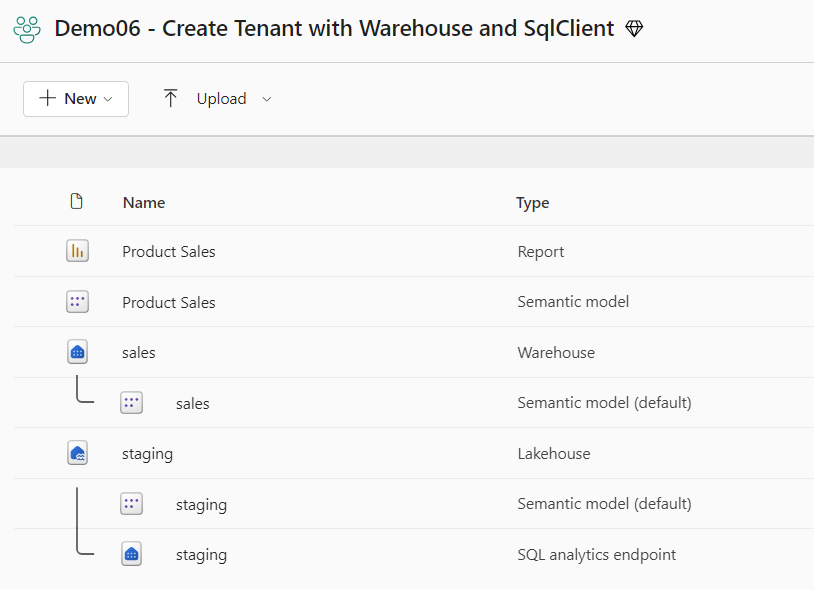 Demo06 - Create Tenant with Warehouse and SqlClient
New Upload
Name Type
Product Sales Report
Product Sales Semantic model
sales Warehouse
sales Semantic model (default)
staging Lakehouse
staging Semantic model (default)
staging SQL analytics endpoint